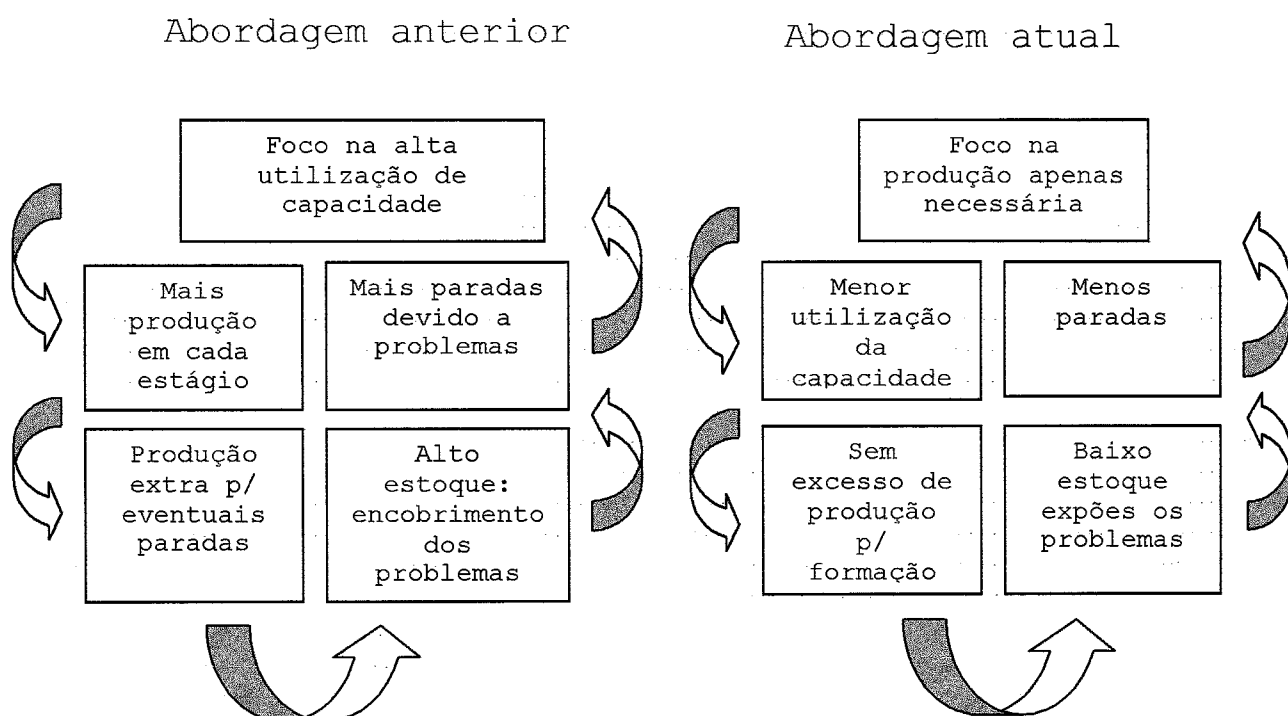 Abordagem anterior
Foco na alta
utilização de
capacidade
Mais
produção
em cada
estágio
Mais paradas
devido a
problemas
Produção
extra p/
eventuais
paradas
Alto
estoque:
encobrimento
dos
problemas
Abordagem atual
Foco na
produção apenas
necessária
Menor
utilização
da
capacidade
Menos
paradas
Sem
excesso de
produção
p/
formação
Baixo
estoque
expões os
problemas